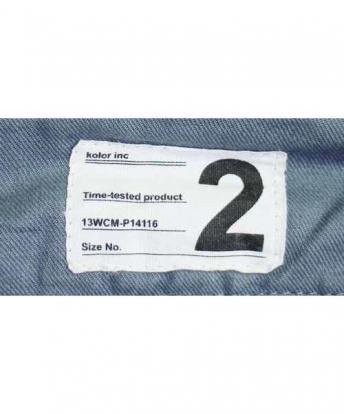 kolor inc
Time-tested product
13WCM-P14116
Size No. 2